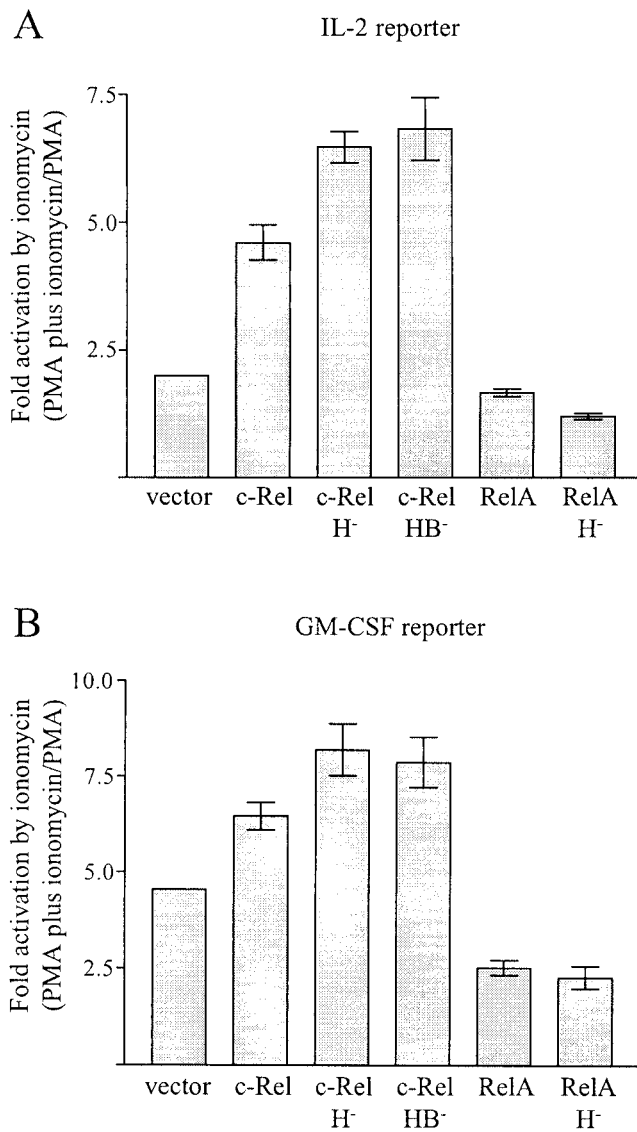 A
IL-2 reporter
Fold activation by ionomycin
(PMA plus ionomycin/PMA)
7.5
5.0
2.5
vector c-Rel c-Rel c-Rel RelA RelA
H- HB- H-
B
GM-CSF reporter
Fold activation by ionomycin
(PMA plus ionomycin/PMA)
10.0
7.5
5.0
2.5
vector c-Rel c-Rel c-Rel RelA RelA
H- HB- H-